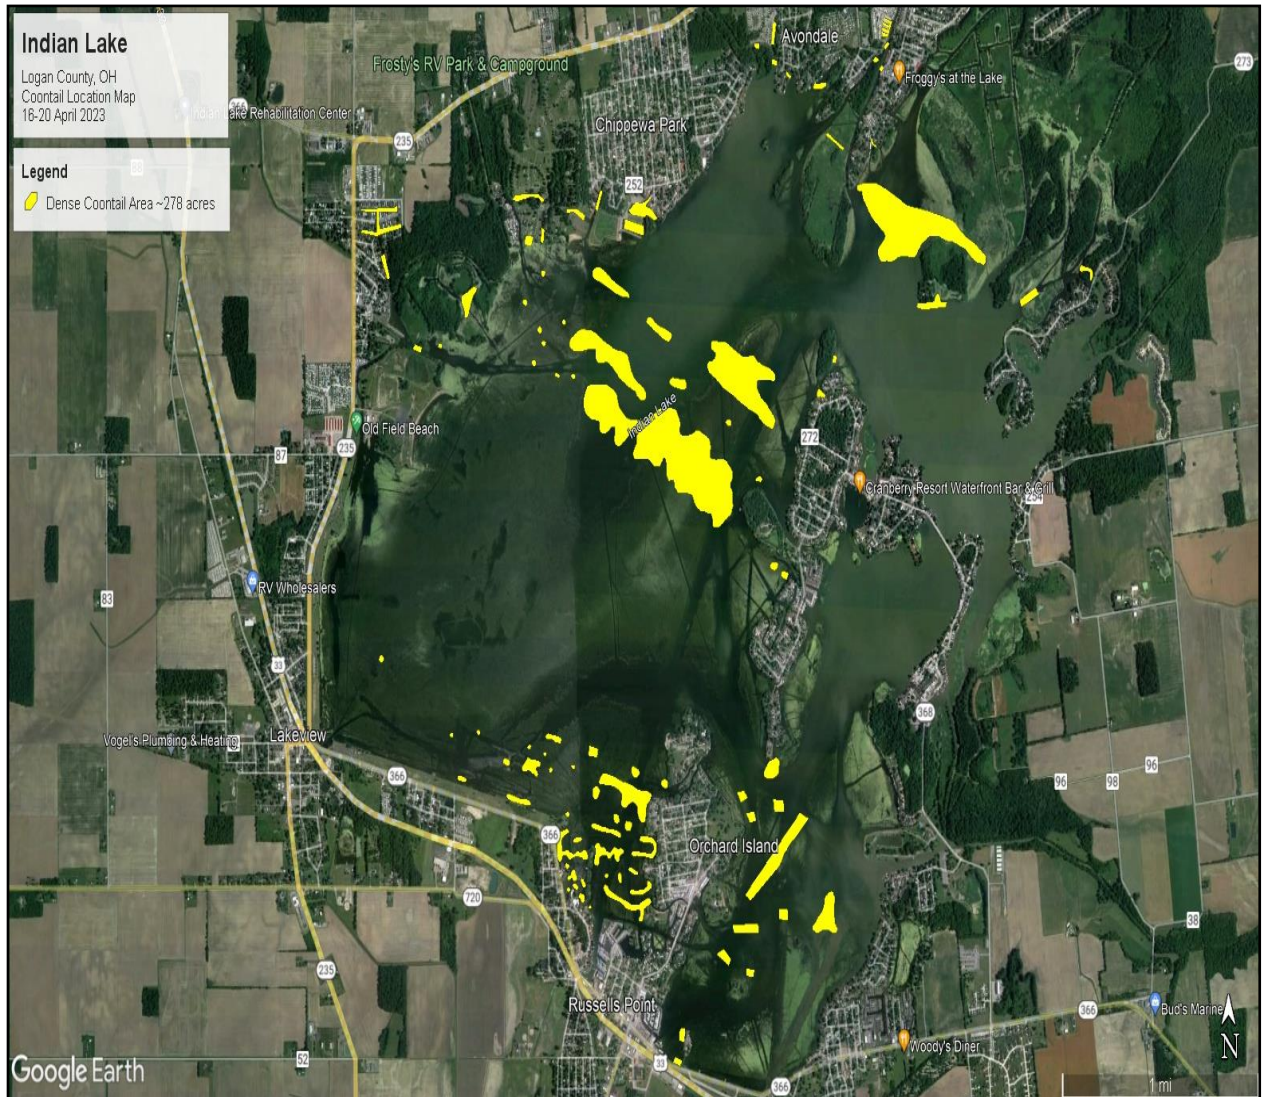 Indian Lake
Logan County, OH
Coontail Location Map
16-20 April 2023
Legend
Dense Coontail Area ~278 acres
Frosty's RV Park & Campground
Avondale
Froggy's at the Lake
273
366
Indian Lake Rehabilitation Center
235
Chippewa Park
252
Old Field Beach
235
87
Indian Lake
272
Cranberry Resort Waterfront Bar & Grill
254
RV Wholesalers
83
33
Lakeview
Vogel's Plumbing & Heating
366
366
368
96
96
98
Orchard Island
720
38
235
Russells Point
366
Bud's Marine
Woody's Diner
52
33
366
N
1 mi
Google Earth